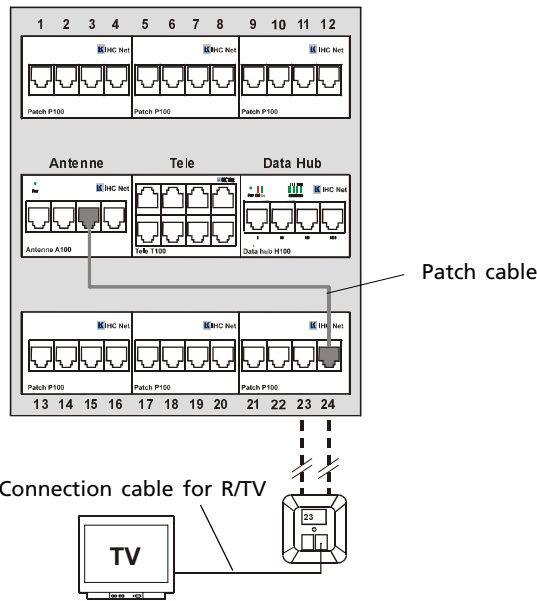 1 2 3 4 5 6 7 8 9 10 11 12
IHC Net IHC Net IHC Net
Patch P100 Patch P100 Patch P100
Antenne Tele Data Hub
IHC Net IHC Net
Antenne A100 Tele T100 Data hub H100
Patch cable
IHC Net IHC Net IHC Net
Patch P100 Patch P100 Patch P100
13 14 15 16 17 18 19 20 21 22 23 24
Connection cable for R/TV
23
TV